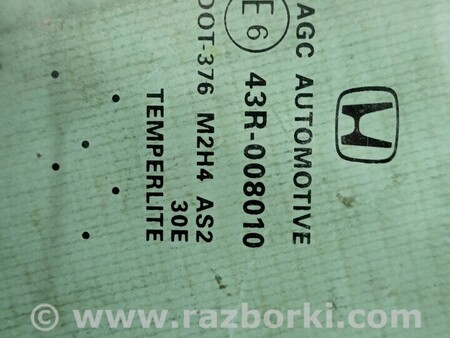 AGC AUTOMOTIVE
E6 43R-008010
DOT-376 M2H4 AS2
30E
TEMPERLITE
© www.razborki.com